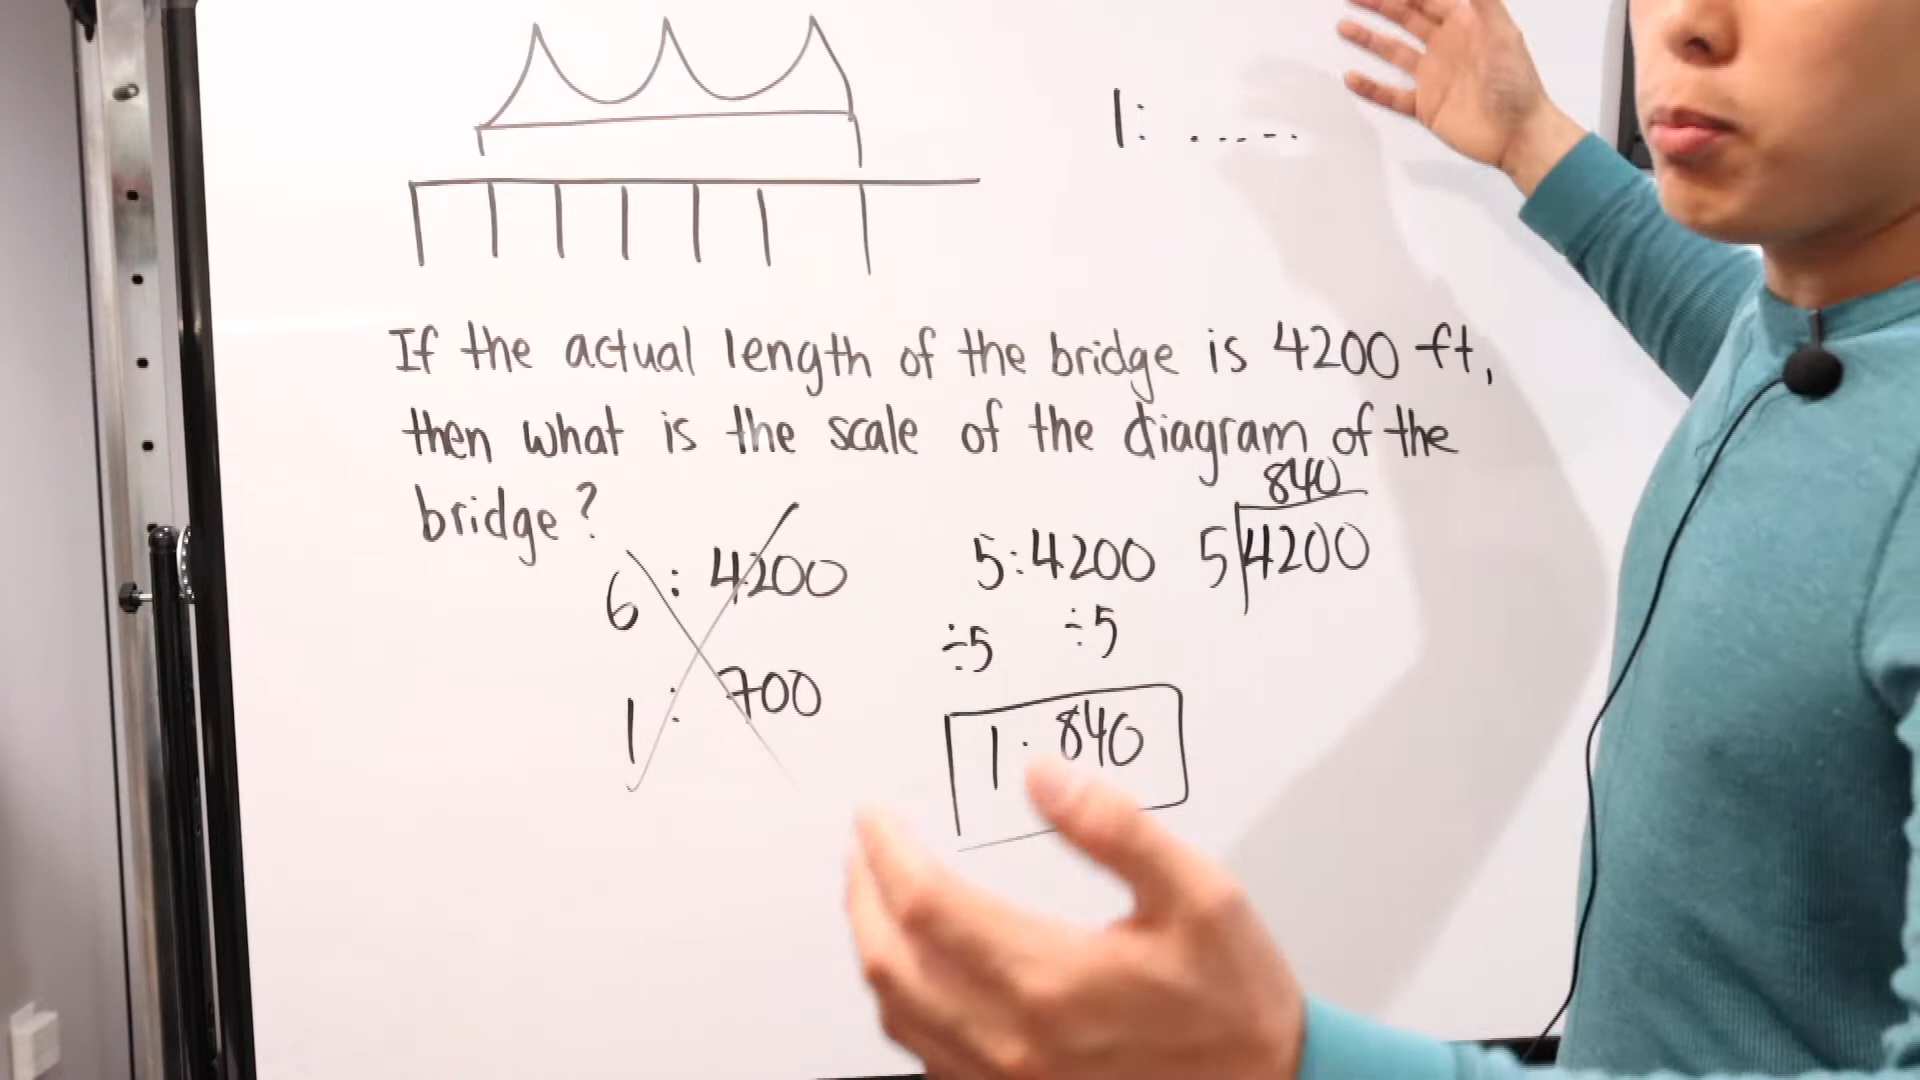 1: .....
If the actual length of the bridge is 4200 ft,
then what is the scale of the diagram of the
bridge?
6 : 4200
1 : 700
5:4200
÷5 ÷5
1: 840
840
5 4200